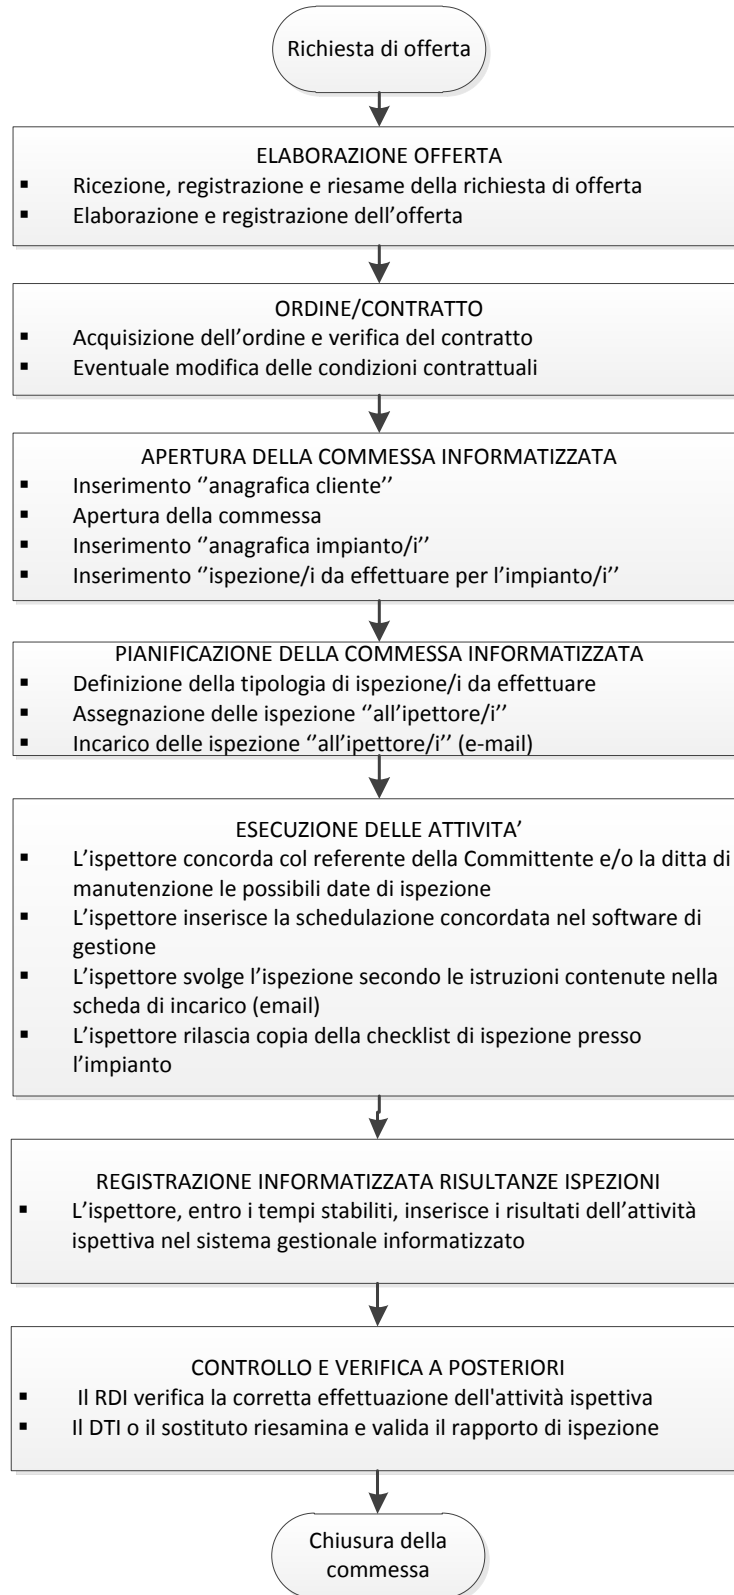 Richiesta di offerta
ELABORAZIONE OFFERTA
▪ Ricezione, registrazione e riesame della richiesta di offerta
▪ Elaborazione e registrazione dell’offerta
ORDINE/CONTRATTO
▪ Acquisizione dell’ordine e verifica del contratto
▪ Eventuale modifica delle condizioni contrattuali
APERTURA DELLA COMMESSA INFORMATIZZATA
▪ Inserimento ‘’anagrafica cliente’’
▪ Apertura della commessa
▪ Inserimento ‘’anagrafica impianto/i’’
▪ Inserimento ‘’ispezione/i da effettuare per l’impianto/i’’
PIANIFICAZIONE DELLA COMMESSA INFORMATIZZATA
▪ Definizione della tipologia di ispezione/i da effettuare
▪ Assegnazione delle ispezione ‘’all’ipettore/i’’
▪ Incarico delle ispezione ‘’all’ipettore/i’’ (e-mail)
ESECUZIONE DELLE ATTIVITA’
▪ L’ispettore concorda col referente della Committente e/o la ditta di
manutenzione le possibili date di ispezione
▪ L’ispettore inserisce la schedulazione concordata nel software di
gestione
▪ L’ispettore svolge l’ispezione secondo le istruzioni contenute nella
scheda di incarico (email)
▪ L’ispettore rilascia copia della checklist di ispezione presso
l’impianto
REGISTRAZIONE INFORMATIZZATA RISULTANZE ISPEZIONI
▪ L’ispettore, entro i tempi stabiliti, inserisce i risultati dell’attività
ispettiva nel sistema gestionale informatizzato
CONTROLLO E VERIFICA A POSTERIORI
▪ Il RDI verifica la corretta effettuazione dell'attività ispettiva
▪ Il DTI o il sostituto riesamina e valida il rapporto di ispezione
Chiusura della
commessa